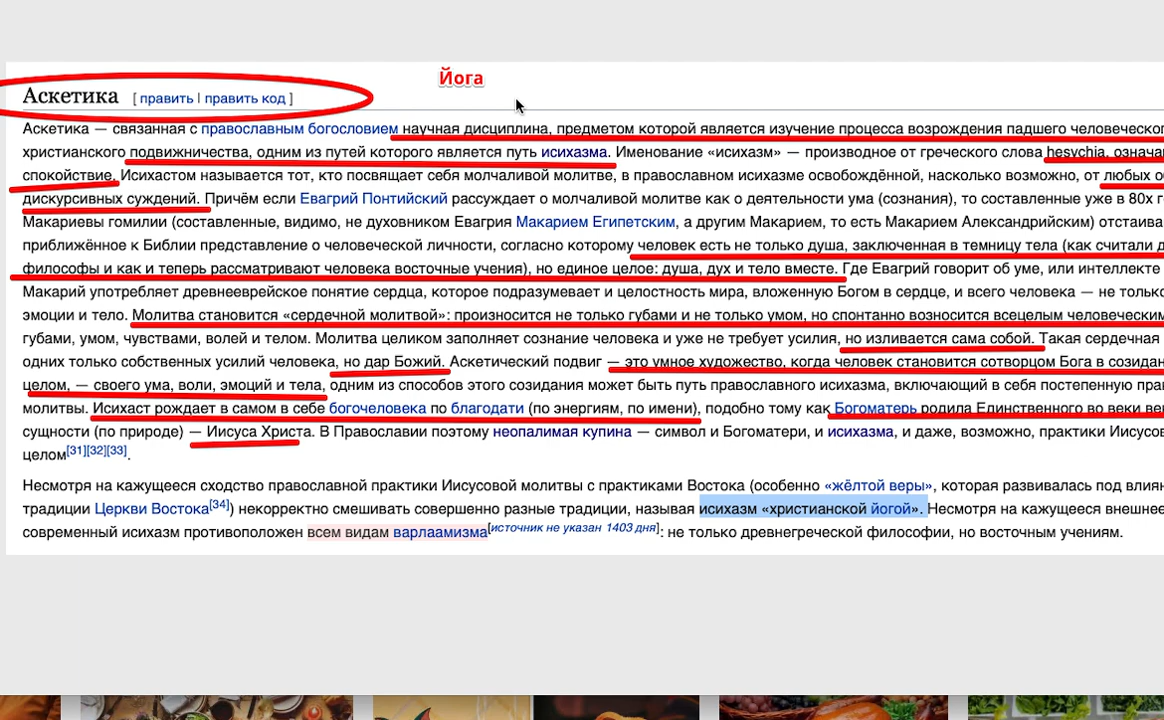 Йога
Аскетика [ править | править код ]
Аскетика — связанная с православным богословием научная дисциплина, предметом которой является изучение процесса возрождения падшего
христианского подвижничества, одним из путей которого является путь исихазма. Именование «исихазм» — производное от греческого слова hesychia,
спокойствие. Исихастом называется тот, кто посвящает себя молчаливой молитве, в православном исихазме освобождённой, насколько возможно, от любых
дискурсивных суждений. Причём если Евагрий Понтийский рассуждает о молчаливой молитве как о деятельности ума (сознания), то составленные уже в 80х
Макариевы гомилии (составленные, видимо, не духовником Евагрия Макарием Египетским, а другим Макарием, то есть Макарием Александрийским)
приближённое к Библии представление о человеческой личности, согласно которому человек есть не только душа, заключенная в темницу тела (как считали
философы и как и теперь рассматривают человека восточные учения), но единое целое: душа, дух и тело вместе. Где Евагрий говорит об уме, или интеллекте
Макарий употребляет древнееврейское понятие сердца, которое подразумевает и целостность мира, вложенную Богом в сердце, и всего человека — не только
эмоции и тело. Молитва становится «сердечной молитвой»: произносится не только губами и не только умом, но спонтанно возносится всецелым
губами, умом, чувствами, волей и телом. Молитва целиком заполняет сознание человека и уже не требует усилия, но изливается сама собой. Такая сердечная
одних только собственных усилий человека, но дар Божий. Аскетический подвиг — это умное художество, когда человек становится сотворцом Бога в
целом, — своего ума, воли, эмоций и тела, одним из способов этого созидания может быть путь православного исихазма, включающий в себя постепенную
молитвы. Исихаст рождает в самом в себе богочеловека по благодати (по энергиям, по имени), подобно тому как Богоматерь родила Единственного во веки
сущности (по природе) — Иисуса Христа. В Православии поэтому неопалимая купина — символ и Богоматери, и исихазма, и даже, возможно, практики
целом[31][32][33].
Несмотря на кажущееся сходство православной практики Иисусовой молитвы с практиками Востока (особенно «жёлтой веры», которая развивалась под
традиции Церкви Востока[34]) некорректно смешивать совершенно разные традиции, называя исихазм «христианской йогой». Несмотря на кажущееся внешнее
современный исихазм противоположен всем видам варлаамизма[источник не указан 1403 дня]: не только древнегреческой философии, но восточным учениям.